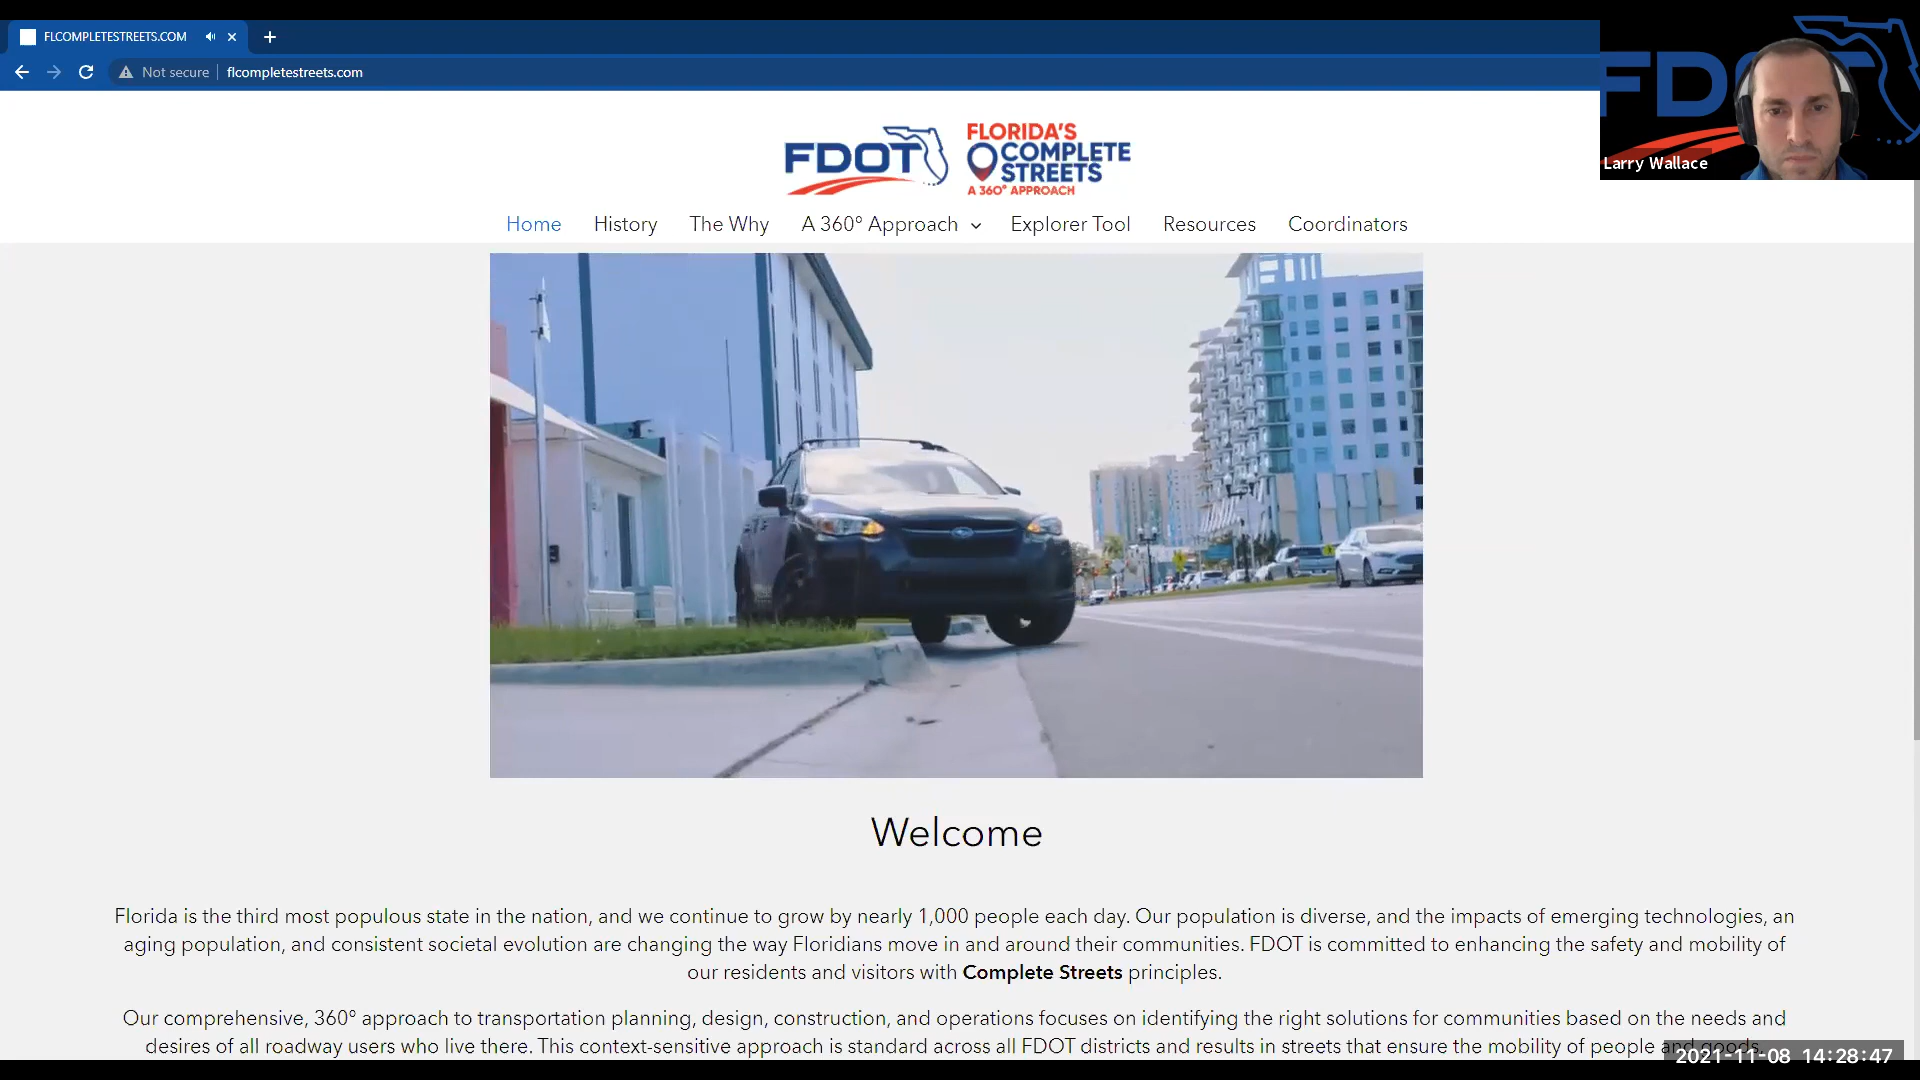 FLCOMPLETESTREETS.COM
Not secure
flcompletestreets.com
FDOT
Larry Wallace
FDOT
FLORIDA'S
COMPLETE
STREETS
A 360° APPROACH
Home History The Why A 360° Approach Explorer Tool Resources Coordinators
Welcome
Florida is the third most populous state in the nation, and we continue to grow by nearly 1,000 people each day. Our population is diverse, and the impacts of emerging technologies, an
aging population, and consistent societal evolution are changing the way Floridians move in and around their communities. FDOT is committed to enhancing the safety and mobility of
our residents and visitors with Complete Streets principles.
Our comprehensive, 360° approach to transportation planning, design, construction, and operations focuses on identifying the right solutions for communities based on the needs and
desires of all roadway users who live there. This context-sensitive approach is standard across all FDOT districts and results in streets that ensure the mobility of people and goods.
2021-11-08 14:28:47